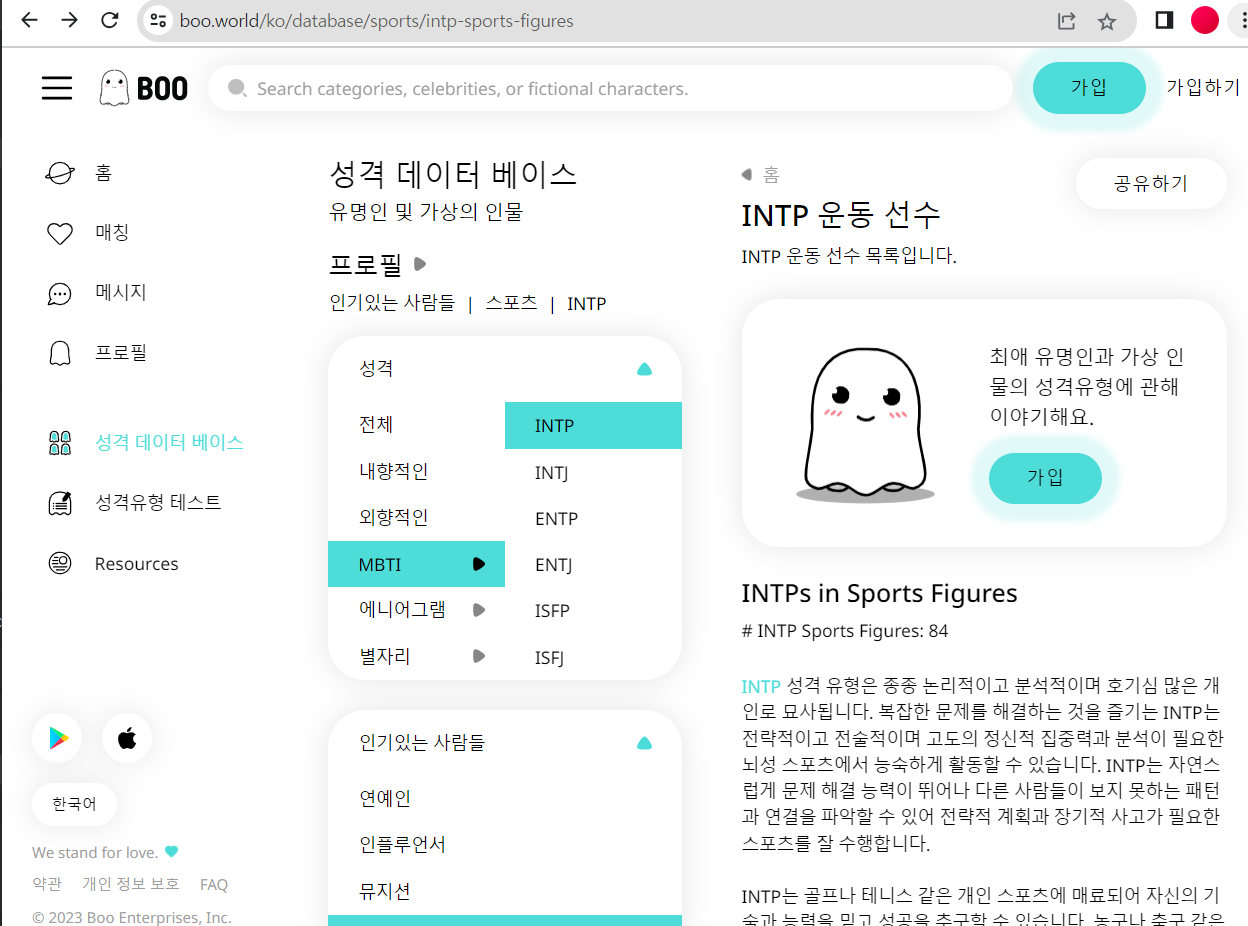 boo.world/ko/database/sports/intp-sports-figures
BOO
Search categories, celebrities, or fictional characters.
가입
가입하기
홈
매칭
메시지
프로필
성격 데이터 베이스
성격유형 테스트
Resources
한국어
We stand for love.
약관 개인 정보 보호 FAQ
© 2023 Boo Enterprises, Inc.
성격 데이터 베이스
유명인 및 가상의 인물
프로필
인기있는 사람들 | 스포츠 | INTP
성격
전체
내향적인
외향적인
MBTI
에니어그램
별자리
INTP
INTJ
ENTP
ENTJ
ISFP
ISFJ
인기있는 사람들
연예인
인플루언서
뮤지션
홈
공유하기
INTP 운동 선수
INTP 운동 선수 목록입니다.
최애 유명인과 가상 인
물의 성격유형에 관해
이야기해요.
가입
INTPs in Sports Figures
# INTP Sports Figures: 84
INTP 성격 유형은 종종 논리적이고 분석적이며 호기심 많은 개
인로 묘사됩니다. 복잡한 문제를 해결하는 것을 즐기는 INTP는
전략적이고 전술적이며 고도의 정신적 집중력과 분석이 필요한
뇌성 스포츠에서 능숙하게 활동할 수 있습니다. INTP는 자연스
럽게 문제 해결 능력이 뛰어나 다른 사람들이 보지 못하는 패턴
과 연결을 파악할 수 있어 전략적 계획과 장기적 사고가 필요한
스포츠를 잘 수행합니다.
INTP는 골프나 테니스 같은 개인 스포츠에 매료되어 자신의 기
술과 능력을 믿고 성공을 추구할 수 있습니다. 농구나 축구 같은